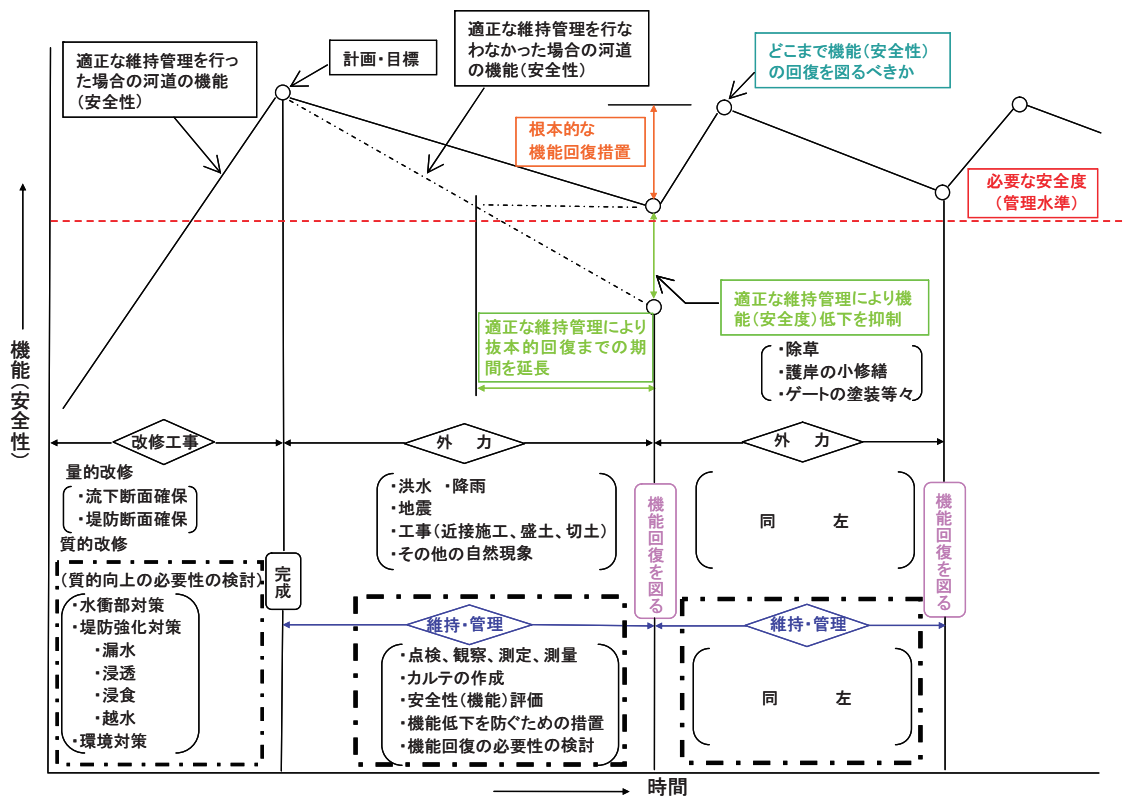 適正な維持管理を行っ
た場合の河道の機能
(安全性)
計画・目標
適正な維持管理を行な
わなかった場合の河道
の機能(安全性)
どこまで機能(安全性)
の回復を図るべきか
根本的な
機能回復措置
必要な安全度
(管理水準)
適正な維持管理により機
能(安全度)低下を抑制
適正な維持管理により
抜本的回復までの期
間を延長
・除草
・護岸の小修繕
・ゲートの塗装等々
機能(安全性)
改修工事
外 力
外 力
量的改修
・流下断面確保
・堤防断面確保
質的改修
(質的向上の必要性の検討)
・水衝部対策
・堤防強化対策
・漏水
・浸透
・浸食
・越水
・環境対策
完成
・洪水 ・降雨
・地震
・工事(近接施工、盛土、切土)
・その他の自然現象
機能回復を図る
同 左
機能回復を図る
維持・管理
維持・管理
・点検、観察、測定、測量
・カルテの作成
・安全性(機能)評価
・機能低下を防ぐための措置
・機能回復の必要性の検討
同 左
時間